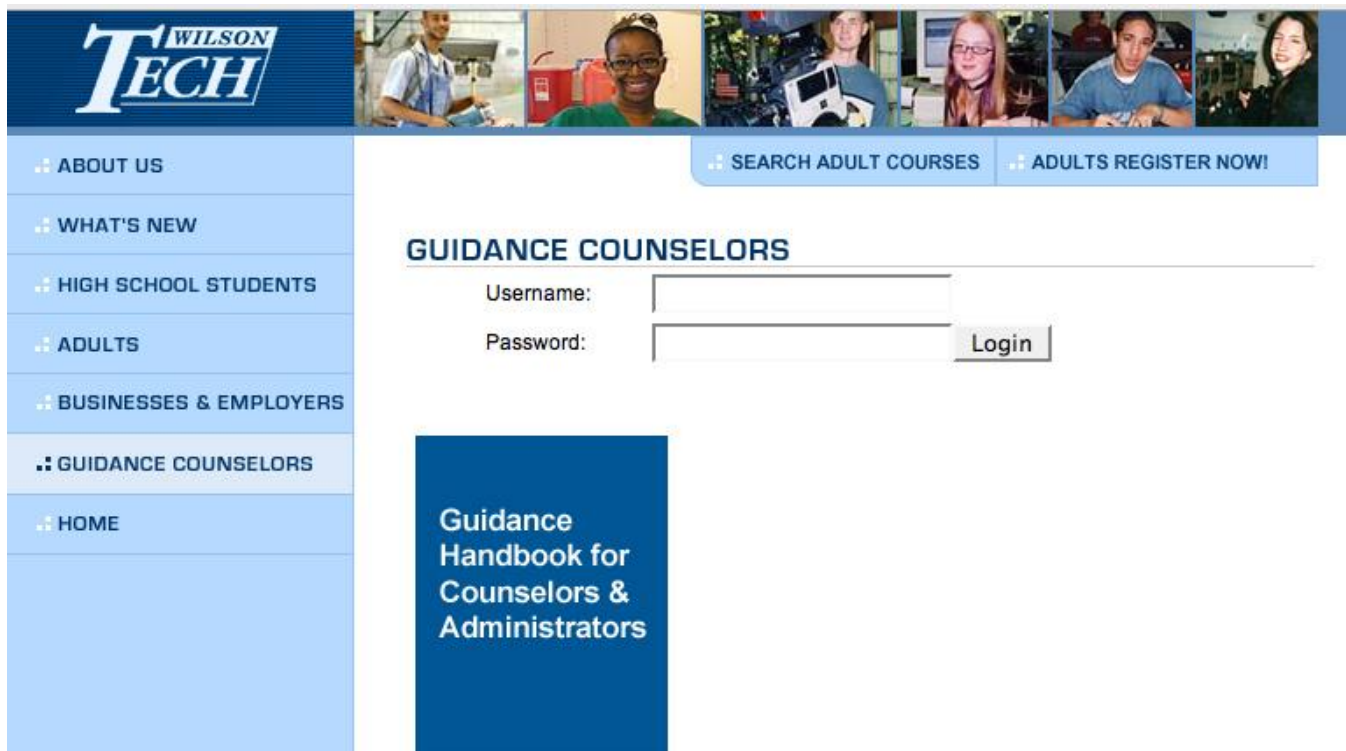 WILSON
TECH
ABOUT US
WHAT'S NEW
HIGH SCHOOL STUDENTS
ADULTS
BUSINESSES & EMPLOYERS
GUIDANCE COUNSELORS
HOME
SEARCH ADULT COURSES
ADULTS REGISTER NOW!
GUIDANCE COUNSELORS
Username:
Password:
Login
Guidance
Handbook for
Counselors &
Administrators